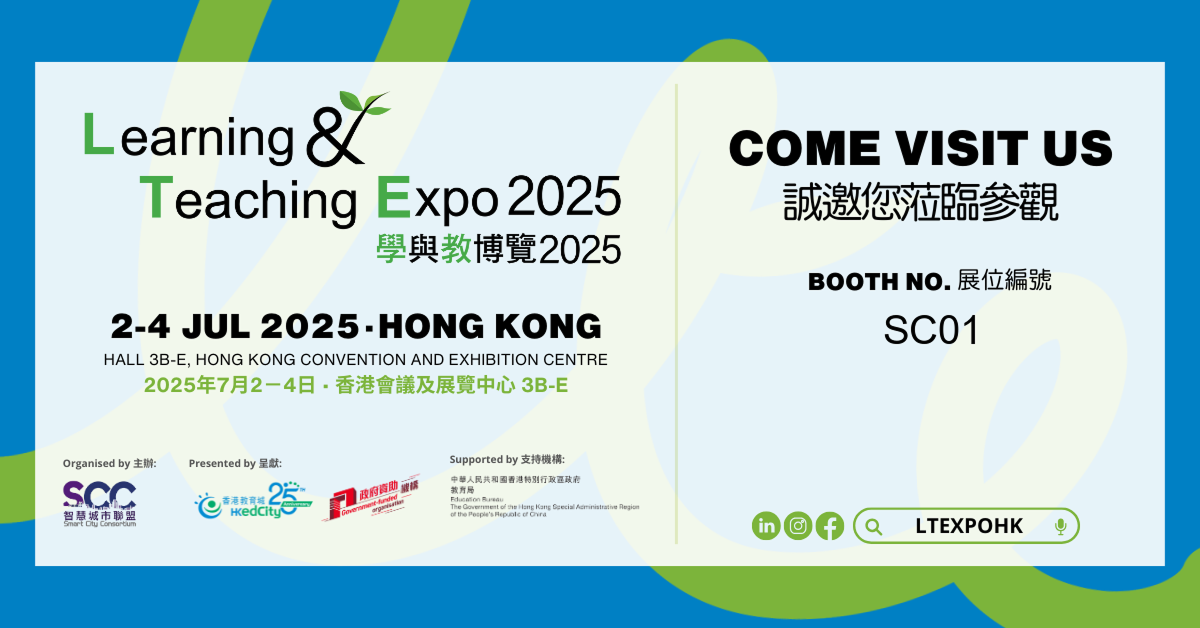 Learning &
Teaching Expo 2025
學與教博覽2025
2-4 JUL 2025·HONG KONG
HALL 3B-E, HONG KONG CONVENTION AND EXHIBITION CENTRE
2025年7月2－4日·香港會議及展覽中心 3B-E
Organised by 主辦:
SCC
智慧城市聯盟
Smart City Consortium
Presented by 呈獻:
香港教育城
HKedCity
25
政府資助機構
Government-funded
organisation
Supported by 支持機構:
中華人民共和國香港特別行政區政府
教育局
Education Bureau
The Government of the Hong Kong Special Administrative Region
of the People's Republic of China
COME VISIT US
誠邀您蒞臨參觀
BOOTH NO. 展位編號
SC01
in
f
LTEXPOHK